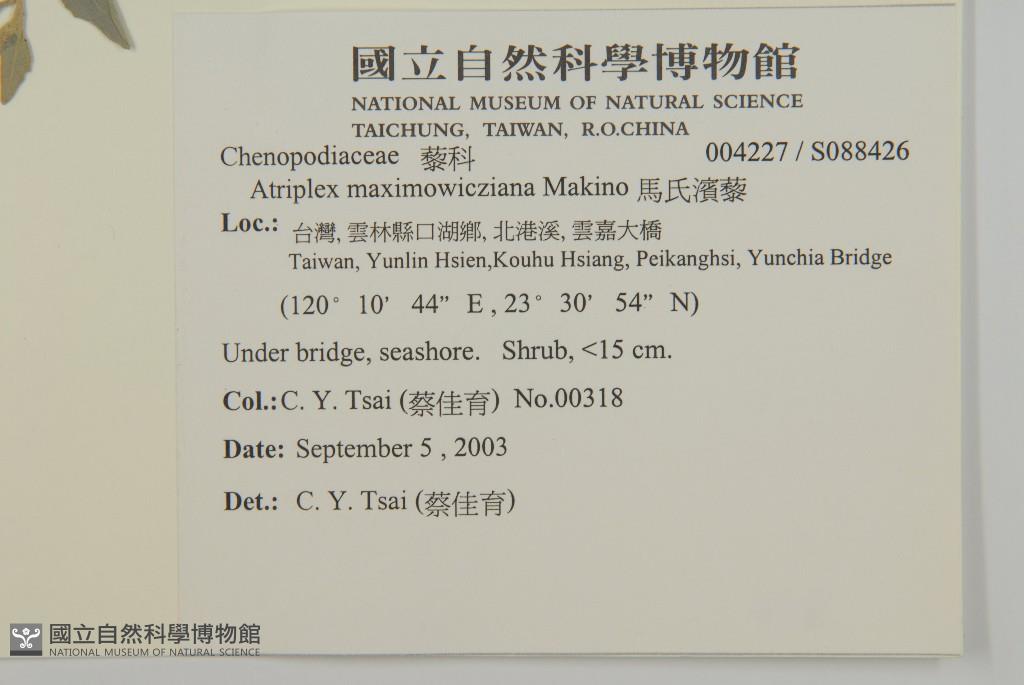 國立自然科學博物館
NATIONAL MUSEUM OF NATURAL SCIENCE
TAICHUNG, TAIWAN, R.O.CHINA
Chenopodiaceae 藜科 004227 / S088426
Atriplex maximowicziana Makino 馬氏濱藜
Loc.: 台灣, 雲林縣口湖鄉, 北港溪, 雲嘉大橋
Taiwan, Yunlin Hsien,Kouhu Hsiang, Peikanghsi, Yunchia Bridge
(120° 10’ 44” E , 23° 30’ 54” N)
Under bridge, seashore. Shrub, <15 cm.
Col.: C. Y. Tsai (蔡佳育) No.00318
Date: September 5 , 2003
Det.: C. Y. Tsai (蔡佳育)
國立自然科學博物館
NATIONAL MUSEUM OF NATURAL SCIENCE